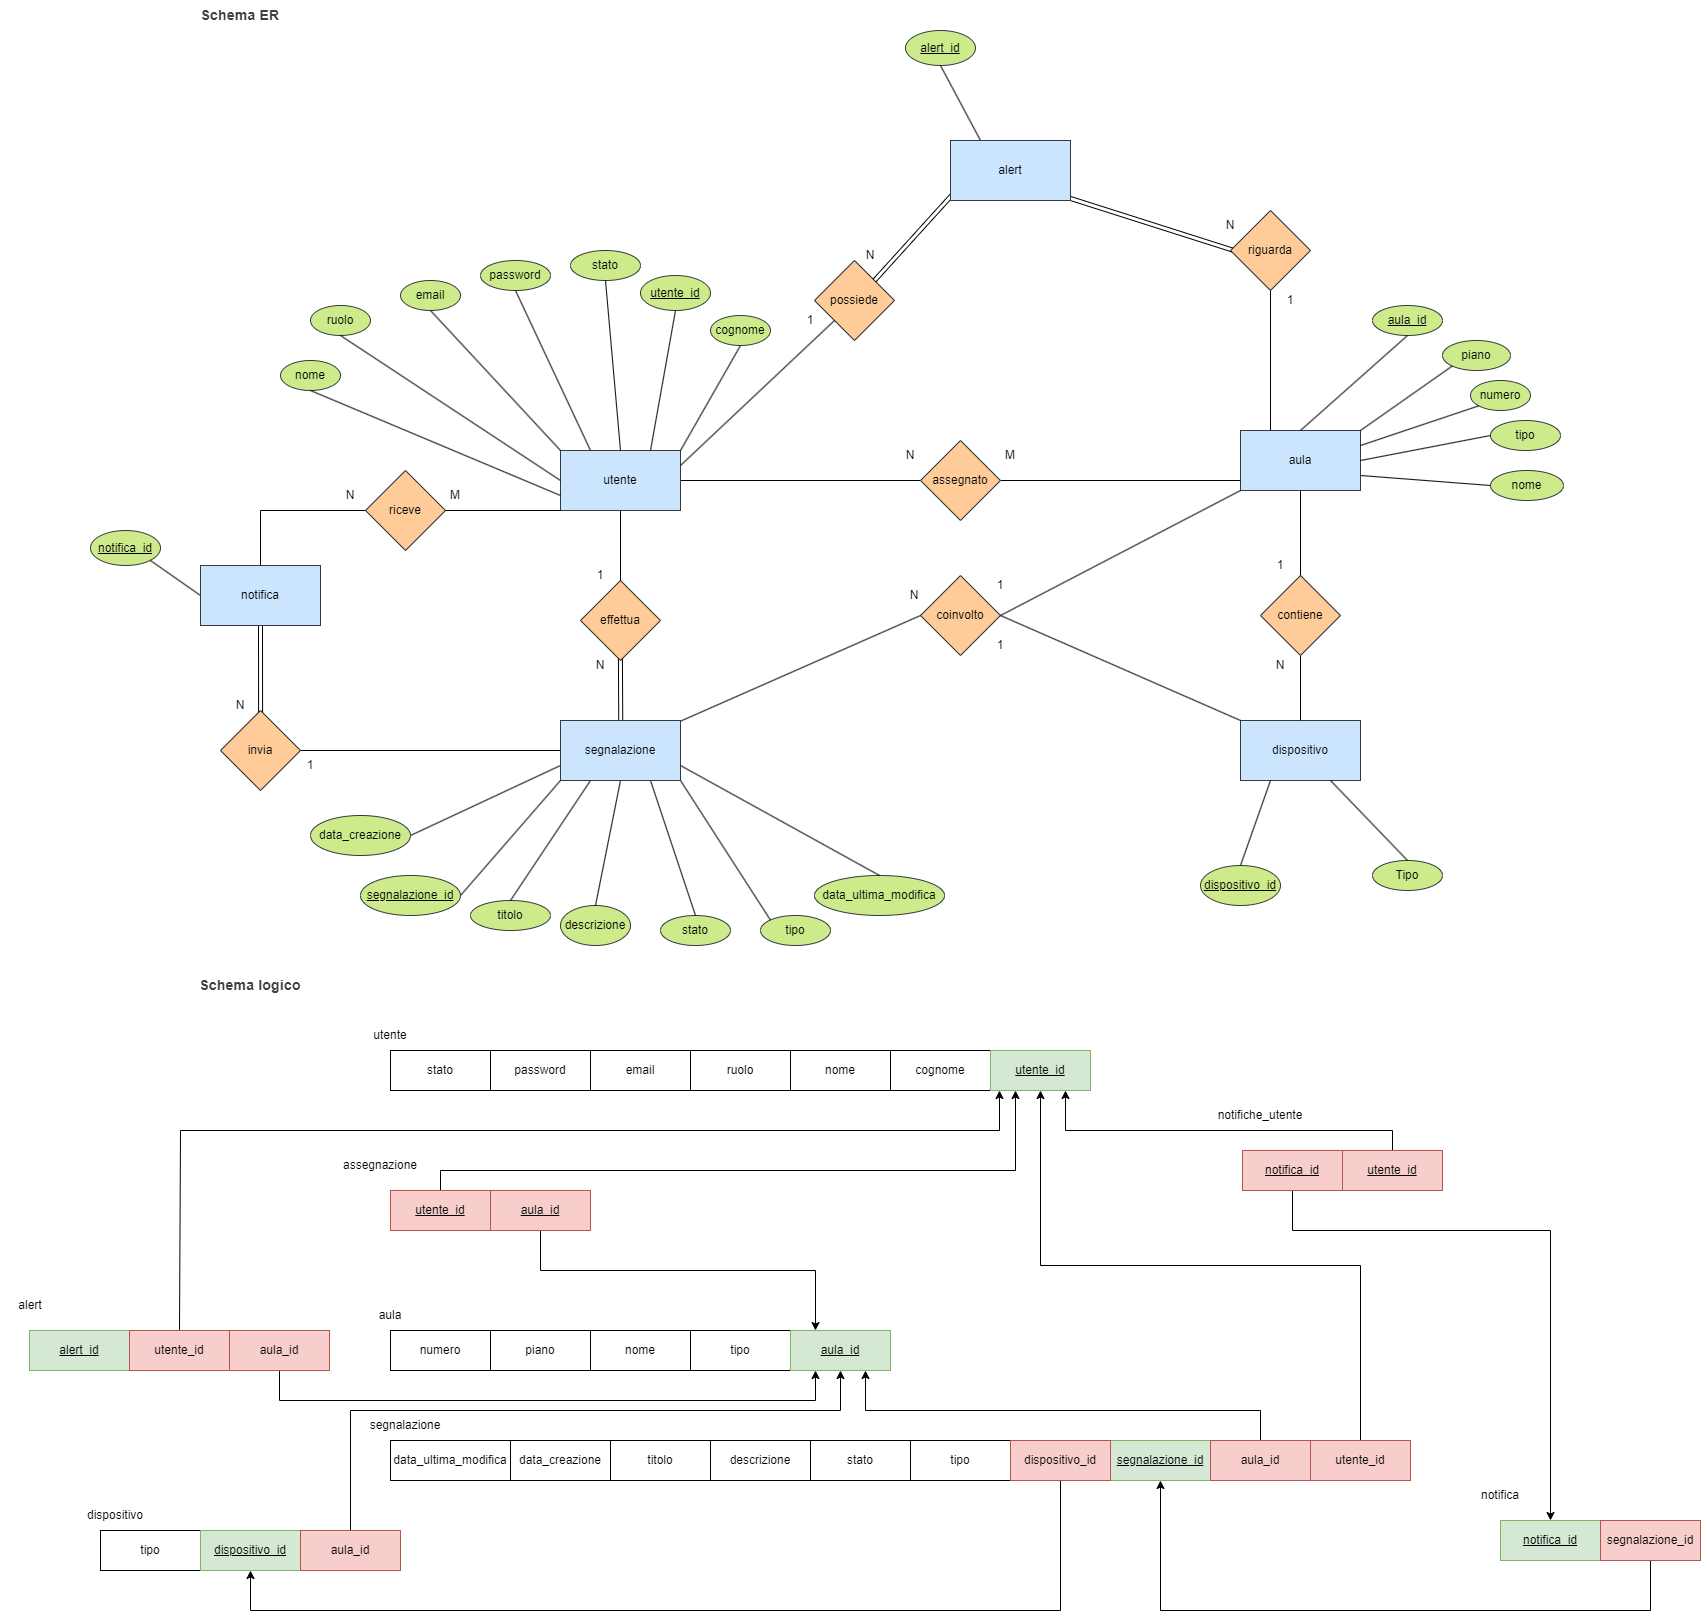 Schema ER
alert_id
alert
N
riguarda
N
possiede
1
1
stato
password
utente_id
email
ruolo
cognome
nome
aula_id
piano
numero
tipo
nome
utente
N
assegnato
M
aula
N
riceve
M
notifica_id
notifica
1
effettua
N
N
coinvolto
1
1
1
contiene
N
N
invia
1
segnalazione
dispositivo
data_creazione
segnalazione_id
titolo
descrizione
stato
tipo
data_ultima_modifica
dispositivo_id
Tipo
Schema logico
utente
stato password email ruolo nome cognome utente_id
notifiche_utente
notifica_id utente_id
assegnazione
utente_id aula_id
alert
alert_id utente_id aula_id
aula
numero piano nome tipo aula_id
segnalazione
data_ultima_modifica data_creazione titolo descrizione stato tipo dispositivo_id segnalazione_id aula_id utente_id
notifica
notifica_id segnalazione_id
dispositivo
tipo dispositivo_id aula_id